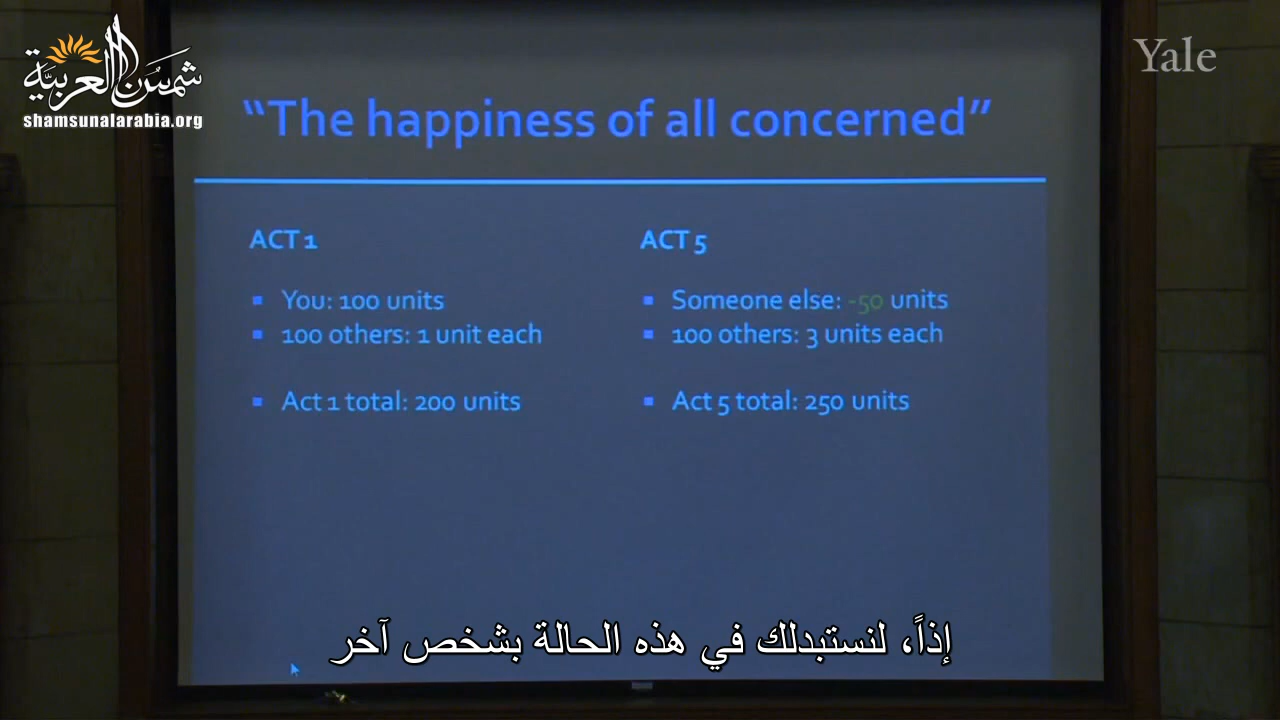 شمس العربية
shamsunalarabia.org
Yale
“The happiness of all concerned”
ACT 1
▪ You: 100 units
▪ 100 others: 1 unit each
▪ Act 1 total: 200 units
ACT 5
▪ Someone else: -50 units
▪ 100 others: 3 units each
▪ Act 5 total: 250 units
إذاً، لنستبدلك في هذه الحالة بشخص آخر